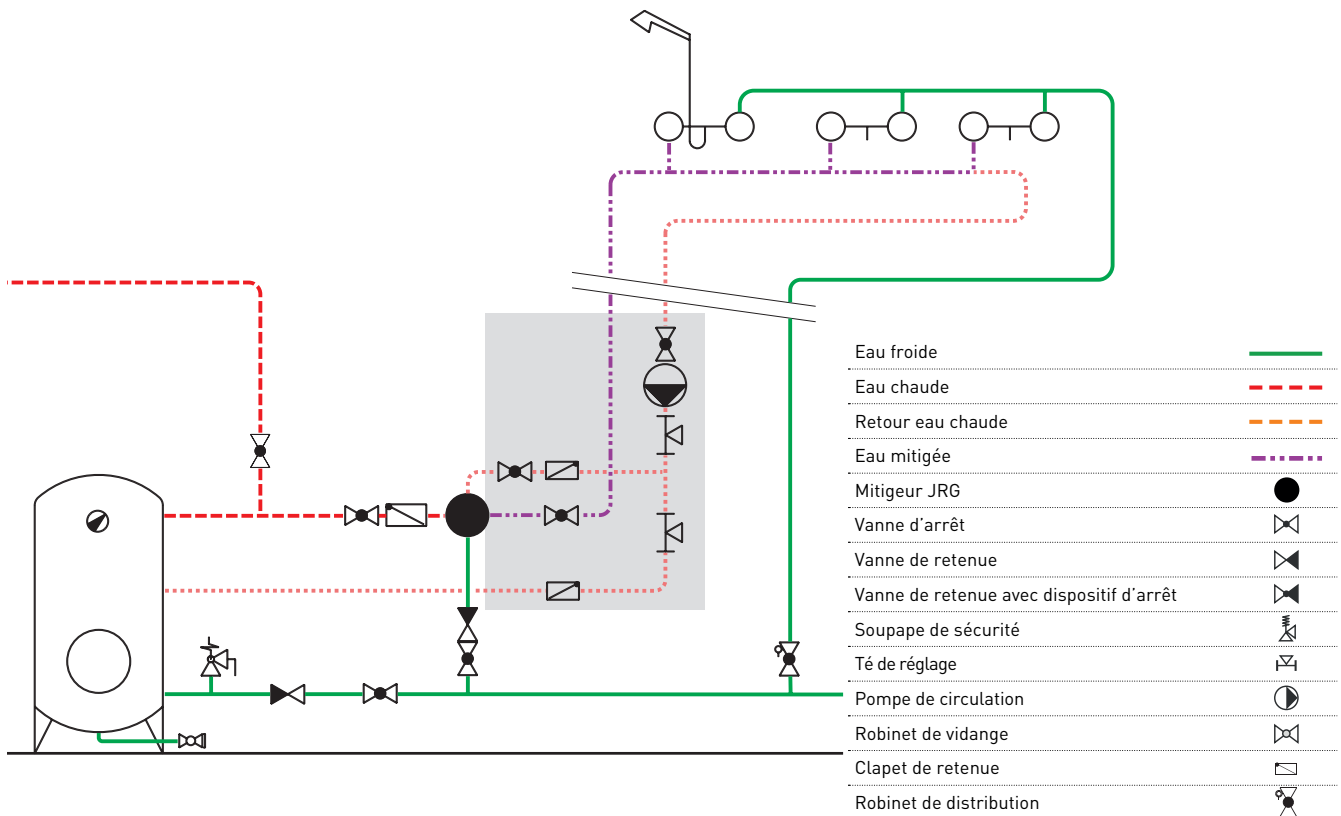 Eau froide
Eau chaude
Retour eau chaude
Eau mitigée
Mitigeur JRG
Vanne d'arrêt
Vanne de retenue
Vanne de retenue avec dispositif d'arrêt
Soupape de sécurité
Té de réglage
Pompe de circulation
Robinet de vidange
Clapet de retenue
Robinet de distribution